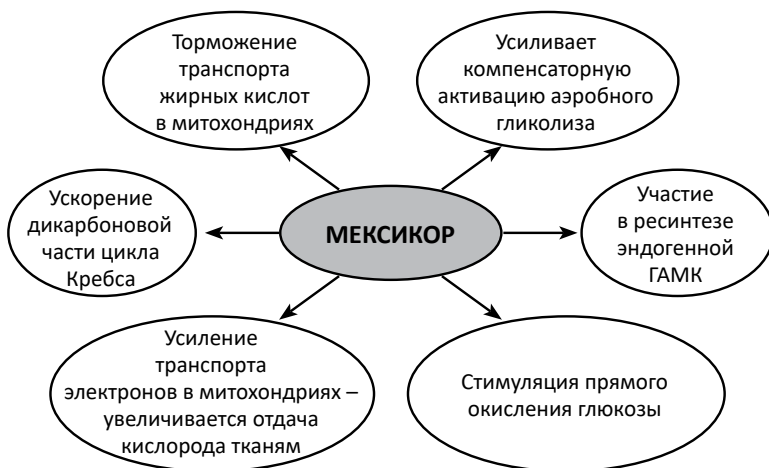 Торможение
транспорта
жирных кислот
в митохондриях
Усиливает
компенсаторную
активацию аэробного
гликолиза
Ускорение
дикарбоновой
части цикла
Кребса
МЕКСИКОР
Участие
в ресинтезе
эндогенной
ГАМК
Усиление
транспорта
электронов в митохондриях –
увеличивается отдача
кислорода тканям
Стимуляция прямого
окисления глюкозы